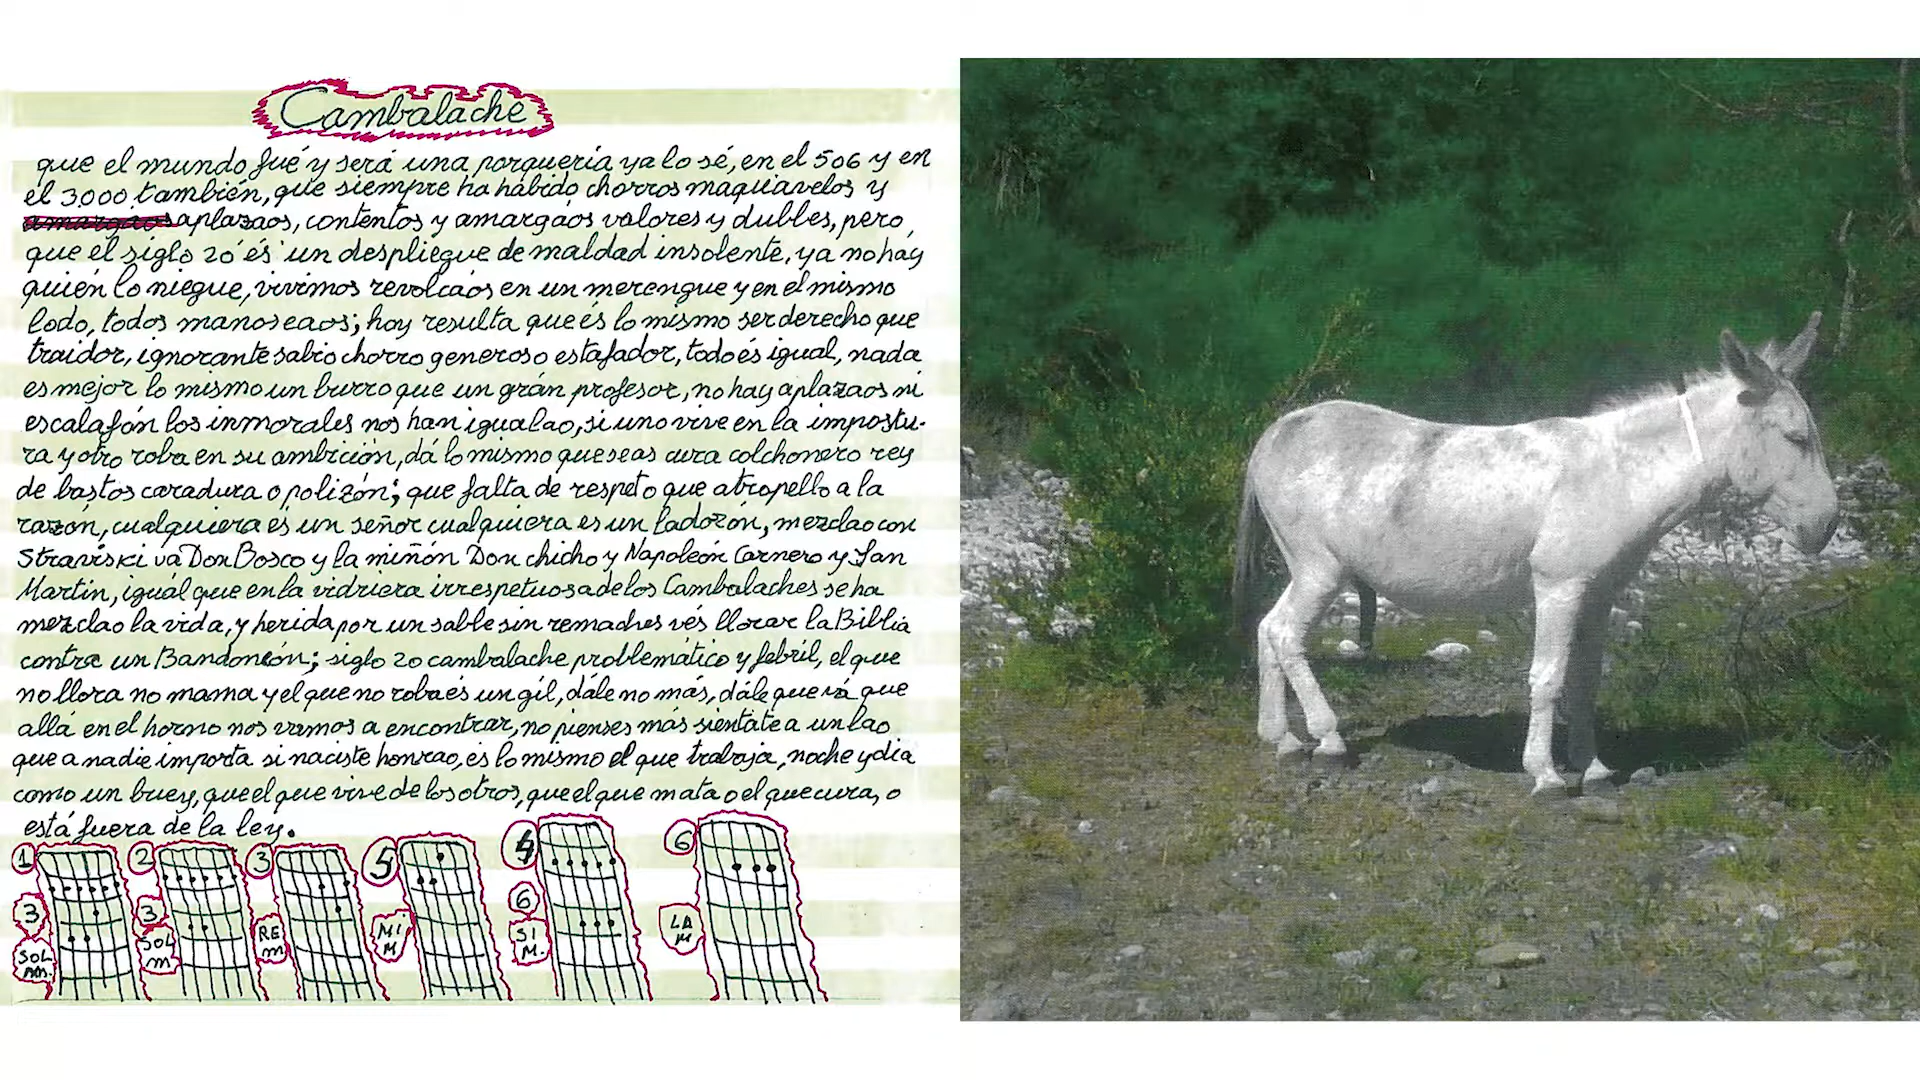 Cambalache
que el mundo fué y será una porquería ya lo sé, en el 506 y en
el 3.000 también, que siempre ha habido chorros maquiavelos y
aplazaos, contentos y amargaos valores y dubles, pero
que el siglo 20 és un despliegue de maldad insolente, ya no hay
quién lo niegue, vivimos revolcáos en un merengue y en el mismo
lodo, todos manoseaos; hoy resulta que és lo mismo ser derecho que
traidor, ignorante sabio chorro generoso estafador, todo és igual, nada
es mejor lo mismo un burro que un grán profesor, no hay aplazaos ni
escalafón los inmorales nos han igualao, si uno vive en la impostu-
ra y otro roba en su ambición, dá lo mismo que seas cura colchonero rey
de bastos caradura o polizón; que falta de respeto que atropello a la
razón, cualquiera és un señor cualquiera es un ladozón, mezclao con
Straviski vá Don Bosco y la miñón Don chicho y Napoleón Carnero y San
Martín, iguál que en la vidriera irrespetuosa de los Cambalaches se ha
mezclao la vida, y herida por un sable sin remaches vés llorar la Biblia
contra un Bandoneón; siglo 20 cambalache problemático y febril, el que
no llora no mama y el que no roba és un gíl, dále no más, dále que vá que
allá en el horno nos vamos a encontrar, no pienses más sientáte a un lao
que a nadie importa si naciste honrao, és lo mismo el que trabaja, noche y día
como un buey, que el que vive de los otros, que el que mata o el que cura, o
está fuera de la ley.
1 2 3 5 4 6
3 3 6
SOL M. SOL m RE m MI M SI M. LA M